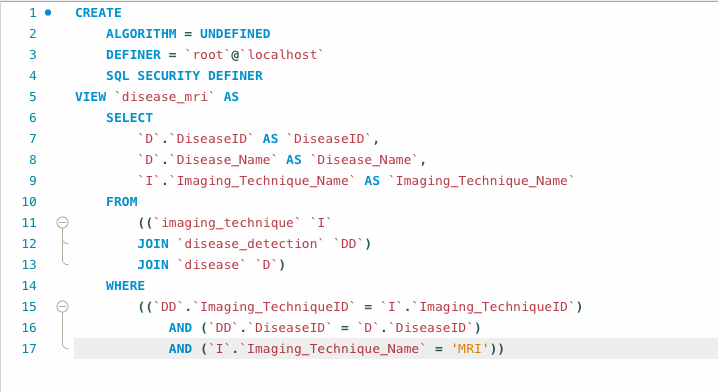 1 CREATE
2 ALGORITHM = UNDEFINED
3 DEFINER = `root`@`localhost`
4 SQL SECURITY DEFINER
5 VIEW `disease_mri` AS
6 SELECT
7 `D`.`DiseaseID` AS `DiseaseID`,
8 `D`.`Disease_Name` AS `Disease_Name`,
9 `I`.`Imaging_Technique_Name` AS `Imaging_Technique_Name`
10 FROM
11 ((`imaging_technique` `I`
12 JOIN `disease_detection` `DD`)
13 JOIN `disease` `D`)
14 WHERE
15 ((`DD`.`Imaging_TechniqueID` = `I`.`Imaging_TechniqueID`)
16 AND (`DD`.`DiseaseID` = `D`.`DiseaseID`)
17 AND (`I`.`Imaging_Technique_Name` = 'MRI'))